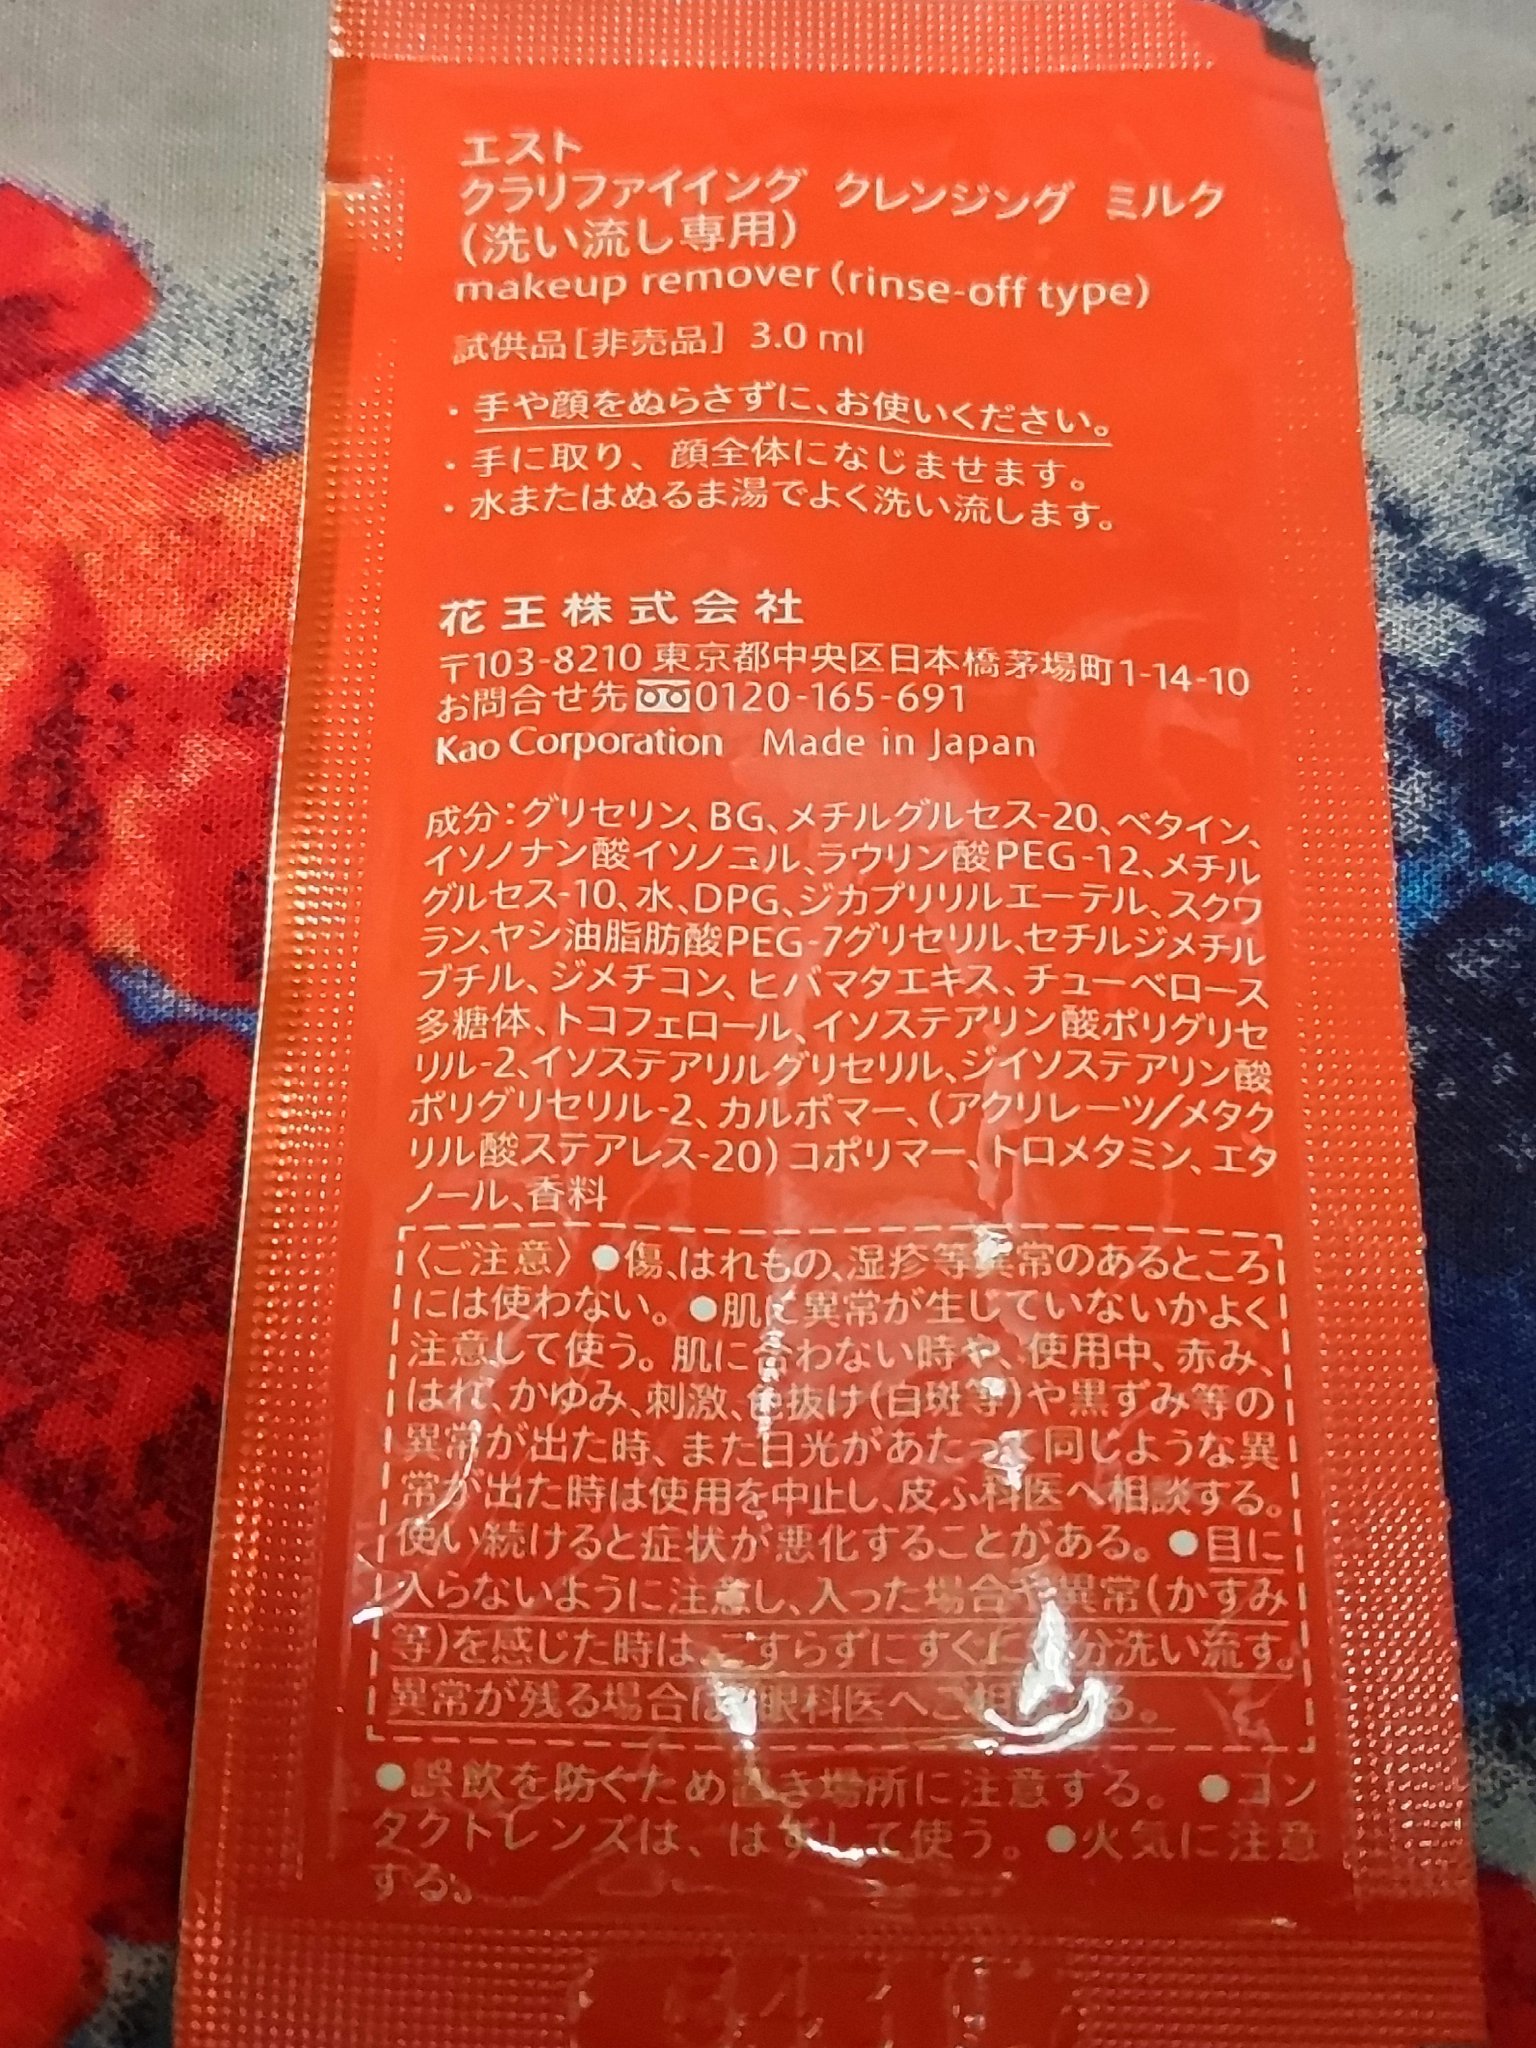 エスト
クラリファイイング クレンジング ミルク
(洗い流し専用)
makeup remover (rinse-off type)
試供品[非売品] 3.0 ml
・手や顔をぬらさずに、お使いください。
・手に取り、顔全体になじませます。
・水またはぬるま湯でよく洗い流します。
花王株式会社
〒103-8210 東京都中央区日本橋茅場町1-14-10
お問合せ先 0120-165-691
Kao Corporation Made in Japan
成分：グリセリン、BG、メチルグルセス-20、ベタイン、
イソノナン酸イソノニル、ラウリン酸PEG-12、メチル
グルセス-10、水、DPG、ジカプリリルエーテル、スクワ
ラン、ヤシ油脂肪酸PEG-7グリセリル、セチルジメチル
ブチル、ジメチコン、ヒバマタエキス、チューベロース
多糖体、トコフェロール、イソステアリン酸ポリグリセ
リル-2、イソステアリルグリセリル、ジイソステアリン酸
ポリグリセリル-2、カルボマー、(アクリレーツ/メタク
リル酸ステアレス-20)コポリマー、トロメタミン、エタ
ノール、香料
〈ご注意〉●傷、はれもの、湿疹等異常のあるところ
には使わない。●肌に異常が生じていないかよく
注意して使う。肌に合わない時や、使用中、赤み、
はれ、かゆみ、刺激、色抜け(白斑等)や黒ずみ等の
異常が出た時、また日光があたって同じような異
常が出た時は使用を中止し、皮ふ科医へ相談する。
使い続けると症状が悪化することがある。●目に
入らないように注意し、入った場合や異常(かすみ
等)を感じた時は、こすらずにすぐに充分洗い流す。
異常が残る場合は、眼科医へご相談する。
●誤飲を防ぐため置き場所に注意する。●コン
タクトレンズは、はずして使う。●火気に注意
する。